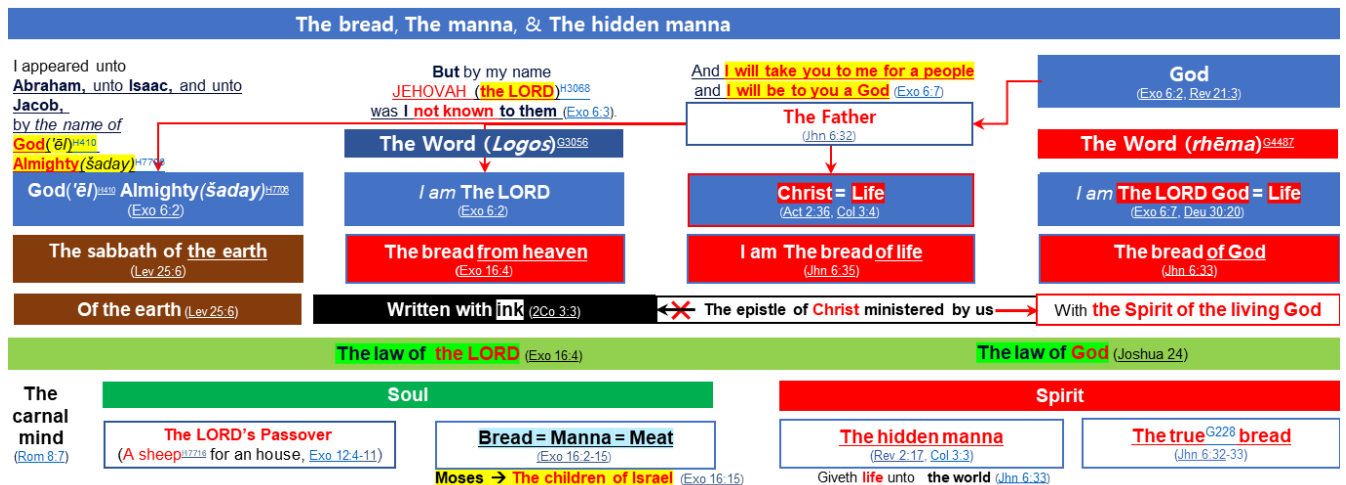 The bread, The manna, & The hidden manna
I appeared unto
Abraham, unto Isaac, and unto
Jacob,
by the name of
God('ēl)H410
Almighty(šaday)H7706
But by my name
JEHOVAH (the LORD)H3068
was I not known to them (Exo 6:3).
And I will take you to me for a people
and I will be to you a God (Exo 6:7)
God
(Exo 6:2, Rev 21:3)
The Father
(Jhn 6:32)
The Word (Logos)G3056
The Word (rhēma)G4487
God('ēl)H410 Almighty(šaday)H7706
(Exo 6:2)
I am The LORD
(Exo 6:2)
Christ = Life
(Act 2:36, Col 3:4)
I am The LORD God = Life
(Exo 6:7, Deu 30:20)
The sabbath of the earth
(Lev 25:6)
The bread from heaven
(Exo 16:4)
I am The bread of life
(Jhn 6:35)
The bread of God
(Jhn 6:33)
Of the earth (Lev 25:6)
Written with ink (2Co 3:3)
The epistle of Christ ministered by us
With the Spirit of the living God
The law of the LORD (Exo 16:4)
The law of God (Joshua 24)
The
carnal
mind
(Rom 8:7)
Soul
Spirit
The LORD's Passover
(A sheepH7716 for an house, Exo 12:4-11)
Bread = Manna = Meat
(Exo 16:2-15)
Moses → The children of Israel (Exo 16:15)
The hidden manna
(Rev 2:17, Col 3:3)
Giveth life unto the world (Jhn 6:33)
The trueG228 bread
(Jhn 6:32-33)